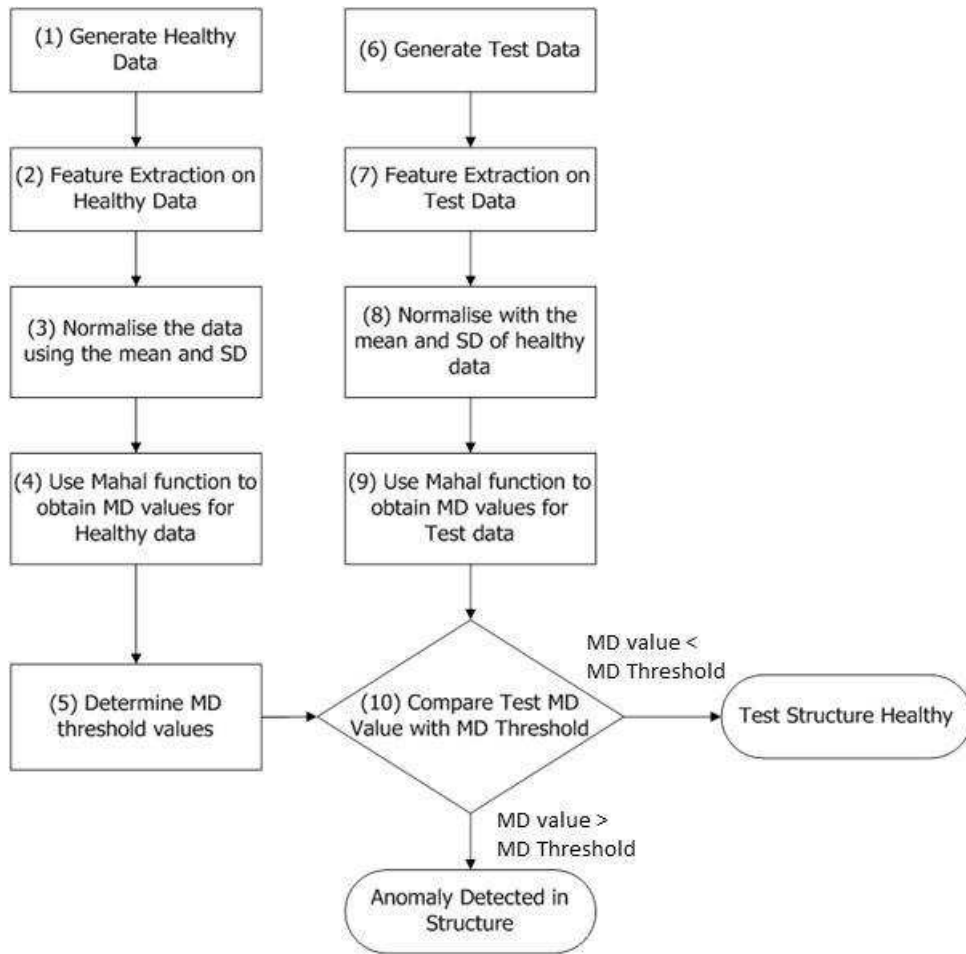 (1) Generate Healthy
Data
(2) Feature Extraction on
Healthy Data
(3) Normalise the data
using the mean and SD
(4) Use Mahal function to
obtain MD values for
Healthy data
(5) Determine MD
threshold values
(6) Generate Test Data
(7) Feature Extraction on
Test Data
(8) Normalise with the
mean and SD of healthy
data
(9) Use Mahal function to
obtain MD values for
Test data
(10) Compare Test MD
Value with MD Threshold
MD value <
MD Threshold
Test Structure Healthy
MD value >
MD Threshold
Anomaly Detected in
Structure